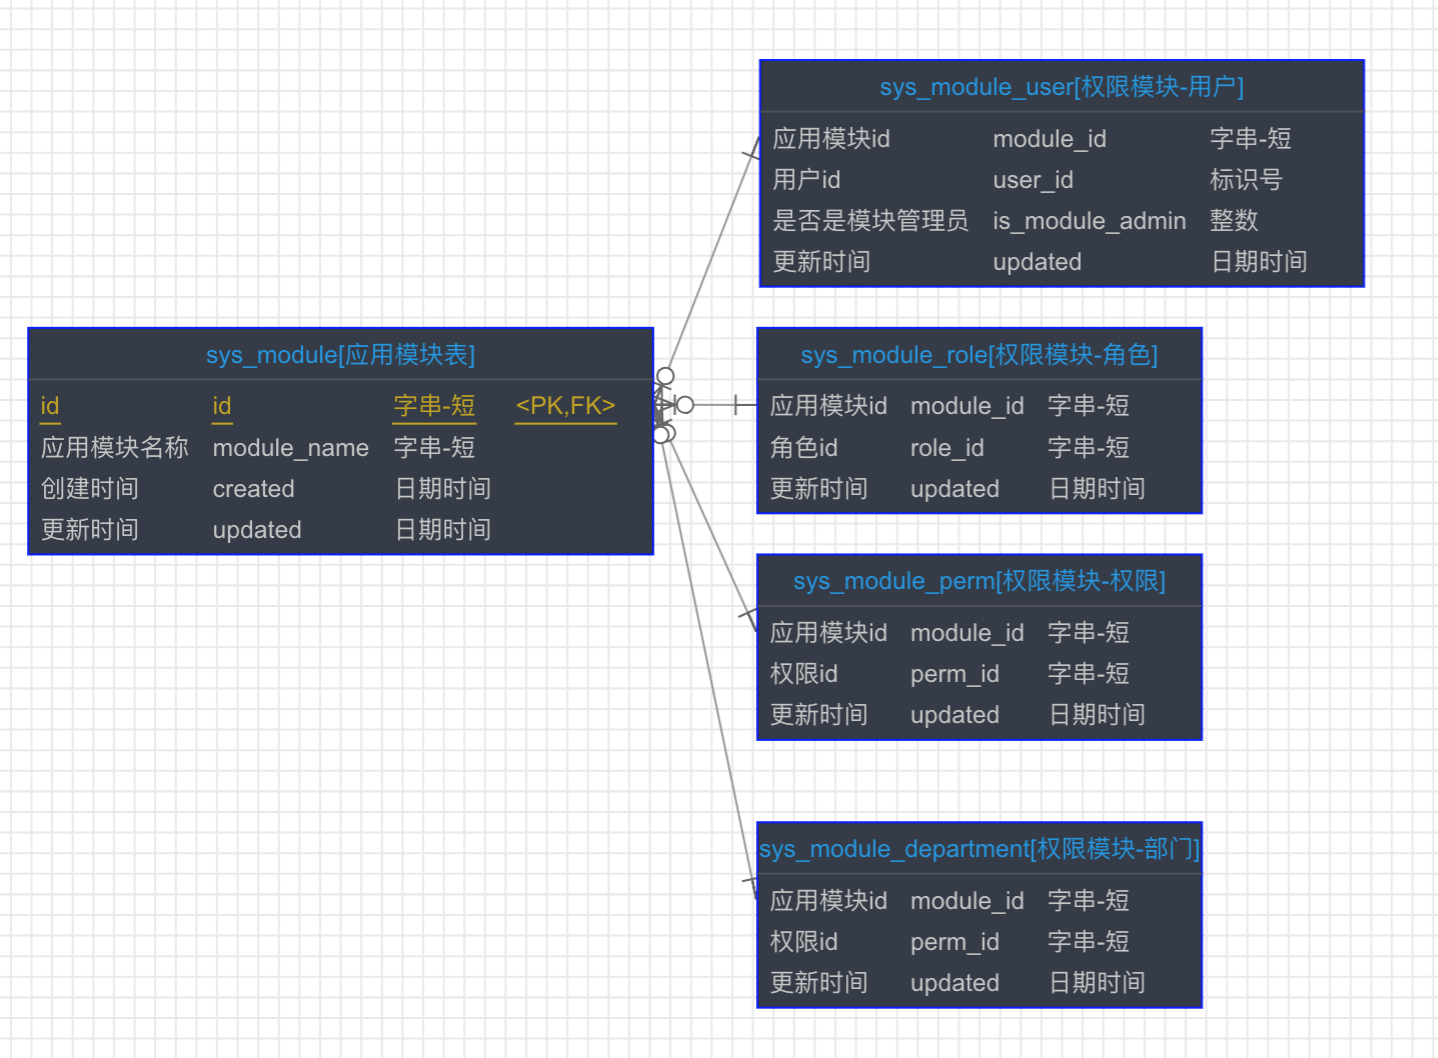 sys_module_user[权限模块-用户]
应用模块id module_id 字串-短
用户id user_id 标识号
是否是模块管理员 is_module_admin 整数
更新时间 updated 日期时间
sys_module[应用模块表]
id id 字串-短 <PK,FK>
应用模块名称 module_name 字串-短
创建时间 created 日期时间
更新时间 updated 日期时间
sys_module_role[权限模块-角色]
应用模块id module_id 字串-短
角色id role_id 字串-短
更新时间 updated 日期时间
sys_module_perm[权限模块-权限]
应用模块id module_id 字串-短
权限id perm_id 字串-短
更新时间 updated 日期时间
sys_module_department[权限模块-部门]
应用模块id module_id 字串-短
权限id perm_id 字串-短
更新时间 updated 日期时间